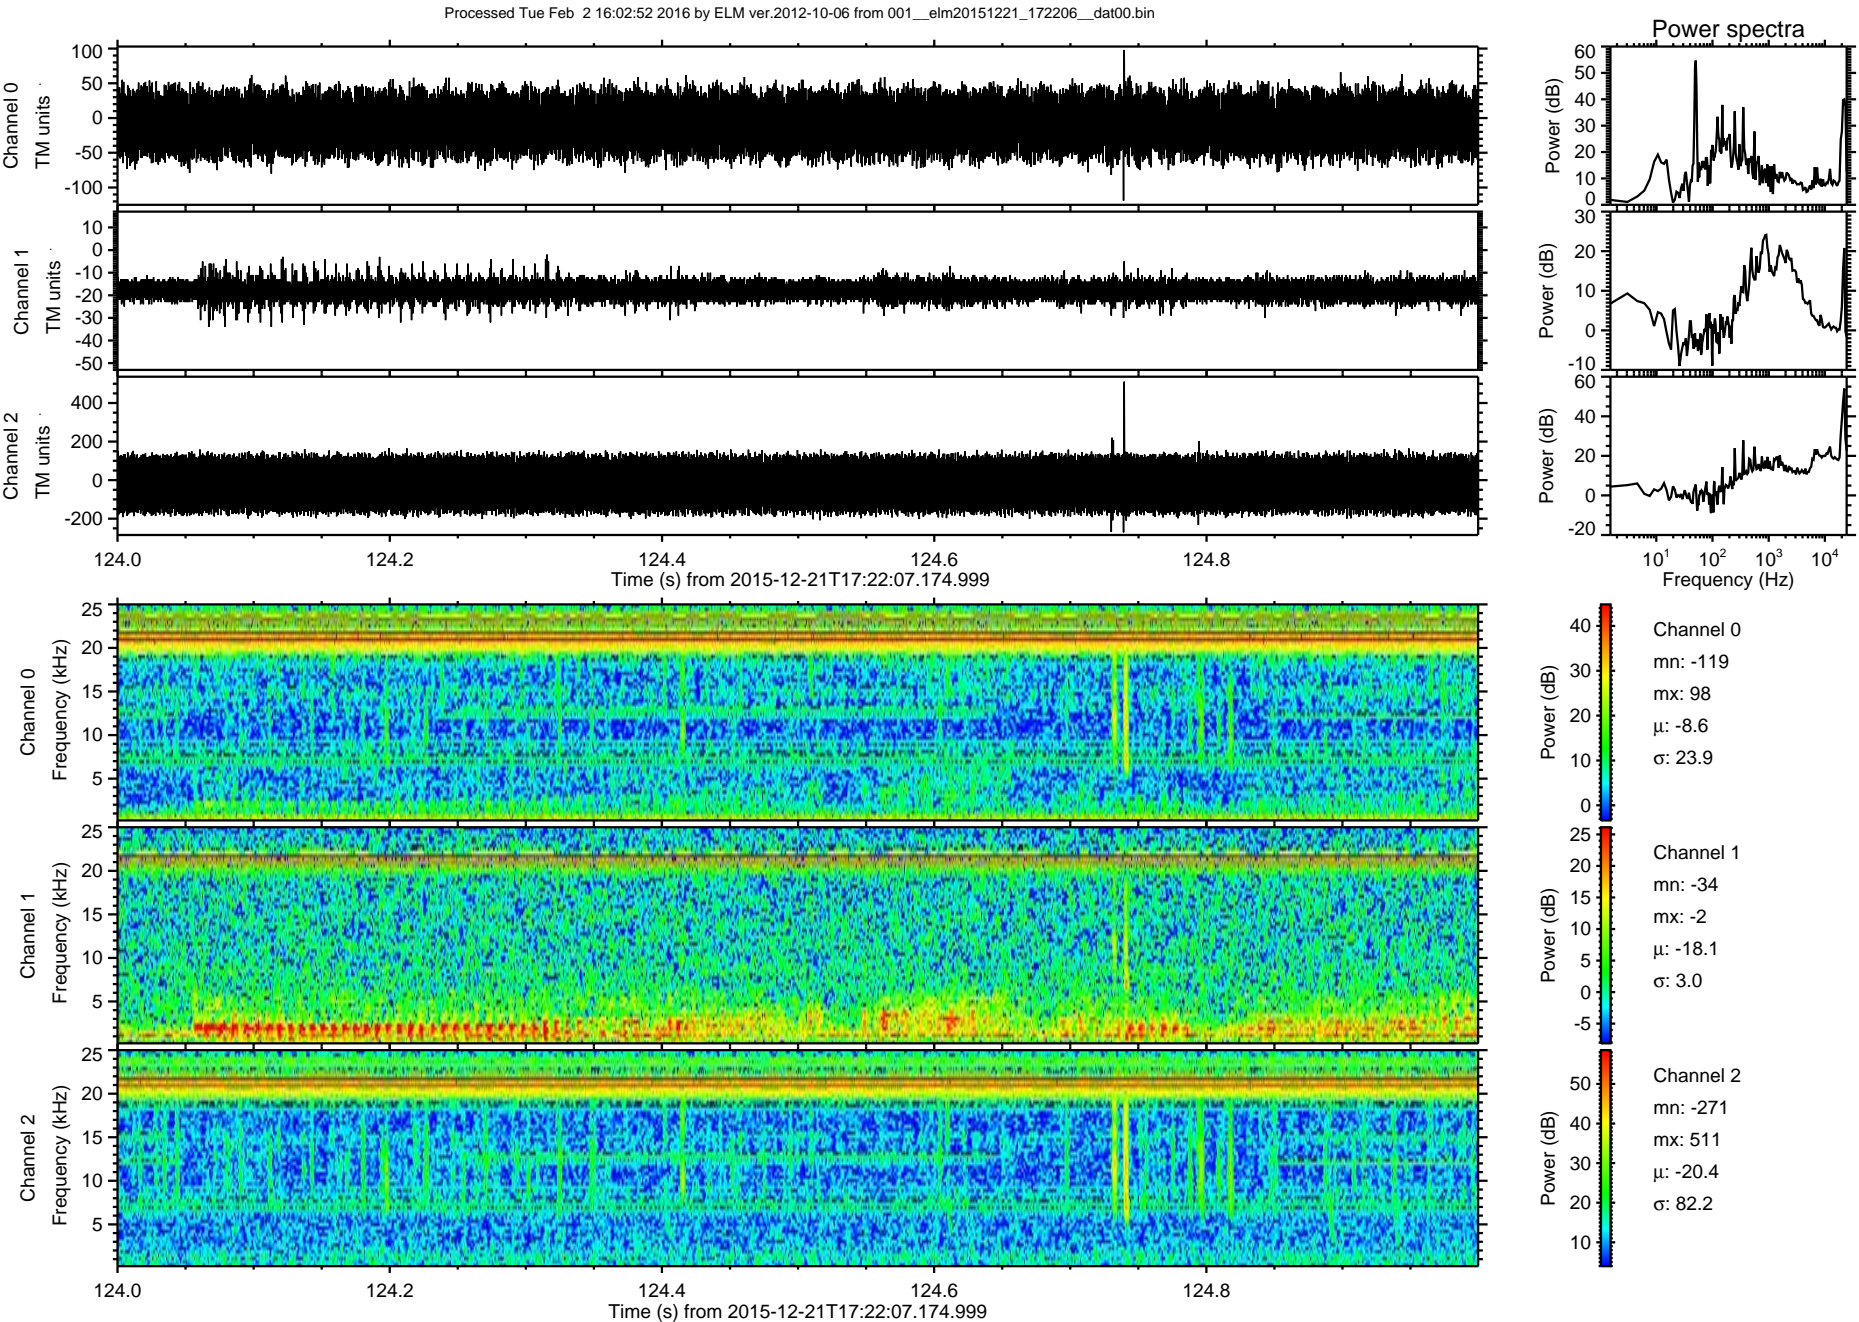 Processed Tue Feb  2 16:02:52 2016 by ELM ver.2012-10-06 from 001__elm20151221_172206__dat00.bin
Power spectra
Channel 0
TM units
100
50
0
-50
-100
Power (dB)
60
50
40
30
20
10
0
Channel 1
TM units
10
0
-10
-20
-30
-40
-50
Power (dB)
30
20
10
0
-10
Channel 2
TM units
400
200
0
-200
Power (dB)
60
40
20
0
-20
124.0 124.2 124.4 124.6 124.8
Time (s) from 2015-12-21T17:22:07.174.999
10¹ 10² 10³ 10⁴
Frequency (Hz)
Channel 0
Frequency (kHz)
25
20
15
10
5
Power (dB)
40
30
20
10
0
Channel 0
mn: -119
mx: 98
μ: -8.6
σ: 23.9
Channel 1
Frequency (kHz)
25
20
15
10
5
Power (dB)
25
20
15
10
5
0
-5
Channel 1
mn: -34
mx: -2
μ: -18.1
σ: 3.0
Channel 2
Frequency (kHz)
25
20
15
10
5
Power (dB)
50
40
30
20
10
Channel 2
mn: -271
mx: 511
μ: -20.4
σ: 82.2
124.0 124.2 124.4 124.6 124.8
Time (s) from 2015-12-21T17:22:07.174.999